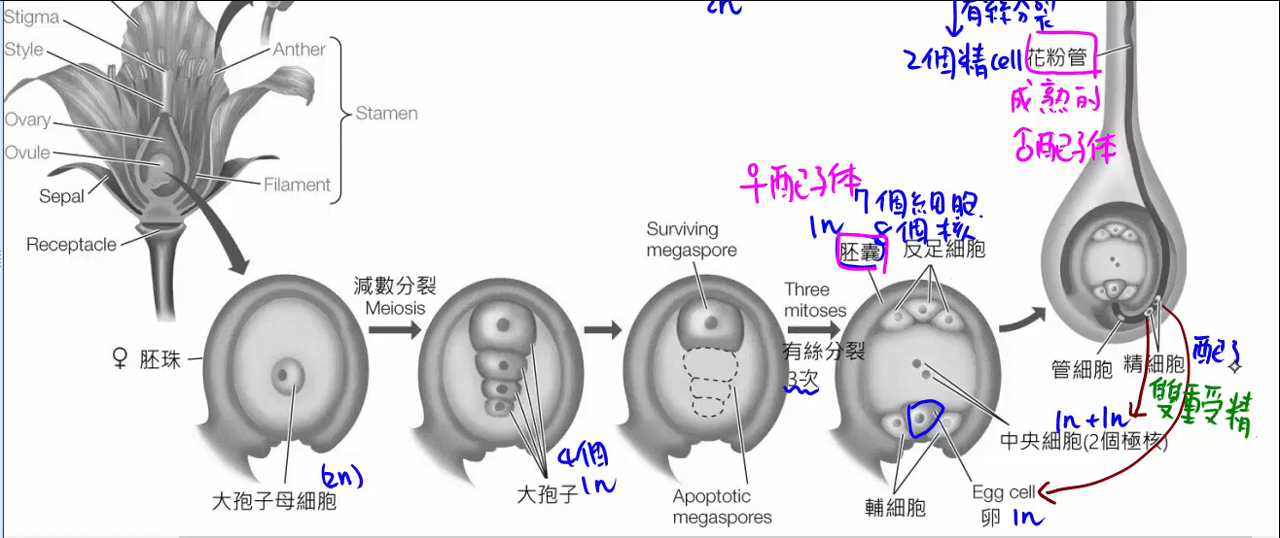 2n
Stigma
Style
Anther
Ovary
Ovule
Stamen
Sepal
Filament
Receptacle
有絲分裂
2個精cell
花粉管
成熟的
♂配子体
♀配子体
7個細胞
1n 8個核
胚囊
反足細胞
♀ 胚珠
減數分裂
Meiosis
Surviving
megaspore
Three
mitoses
有絲分裂
3次
管細胞
精細胞
配子
雙重受精
1n+1n
中央細胞(2個極核)
大孢子母細胞
(2n)
大孢子
4個
1n
Apoptotic
megaspores
輔細胞
Egg cell
卵 1n